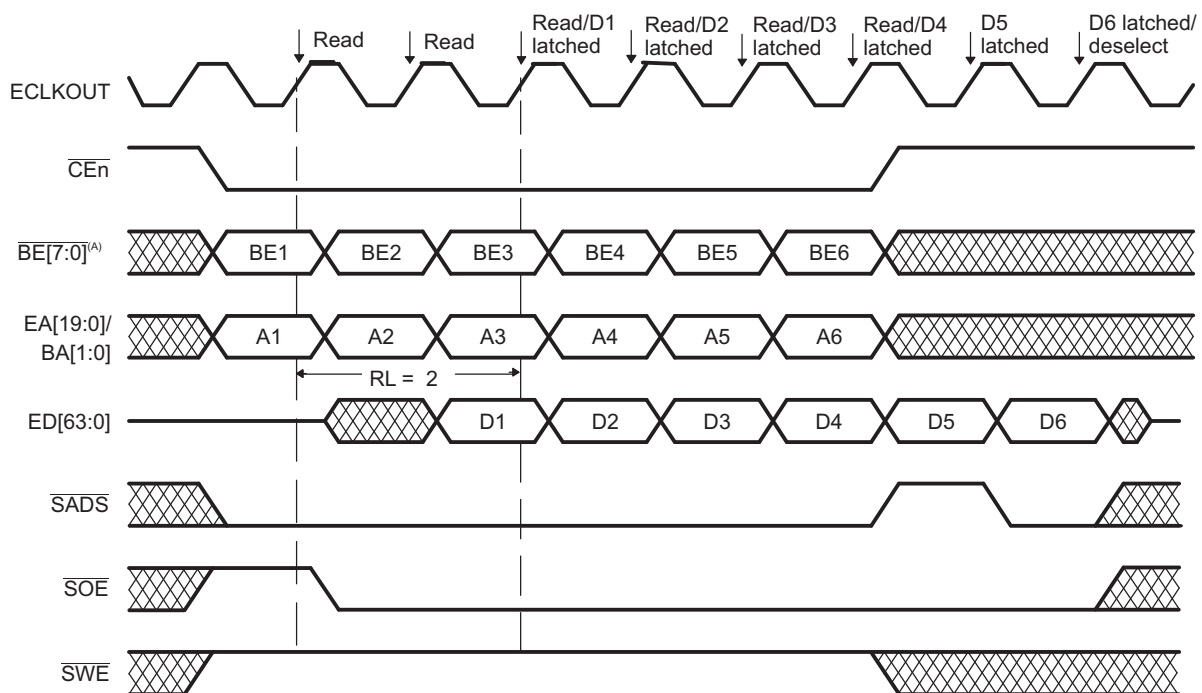 Read
Read
Read/D1
latched
Read/D2
latched
Read/D3
latched
Read/D4
latched
D5
latched
D6 latched/
deselect
ECLKOUT
CEn
BE[7:0](A)
BE1
BE2
BE3
BE4
BE5
BE6
EA[19:0]/
BA[1:0]
A1
A2
A3
A4
A5
A6
RL = 2
ED[63:0]
D1
D2
D3
D4
D5
D6
SADS
SOE
SWE